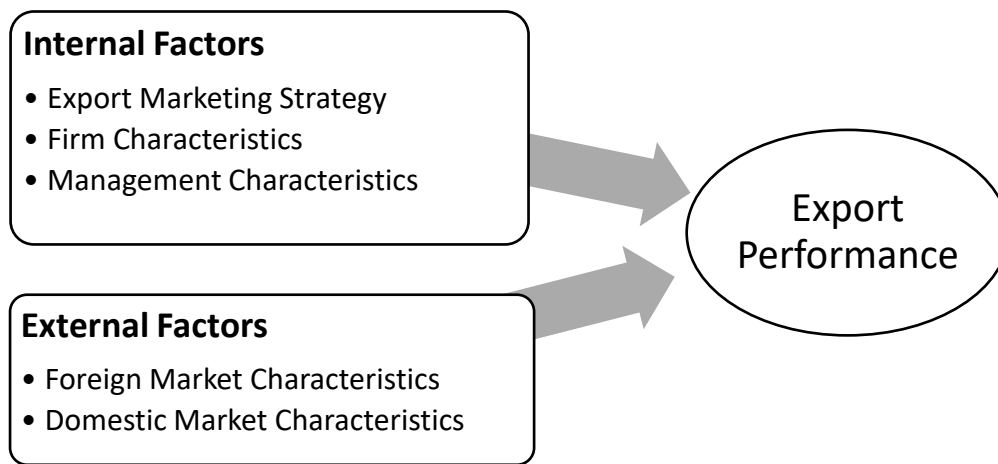 Internal Factors
• Export Marketing Strategy
• Firm Characteristics
• Management Characteristics
External Factors
• Foreign Market Characteristics
• Domestic Market Characteristics
Export
Performance